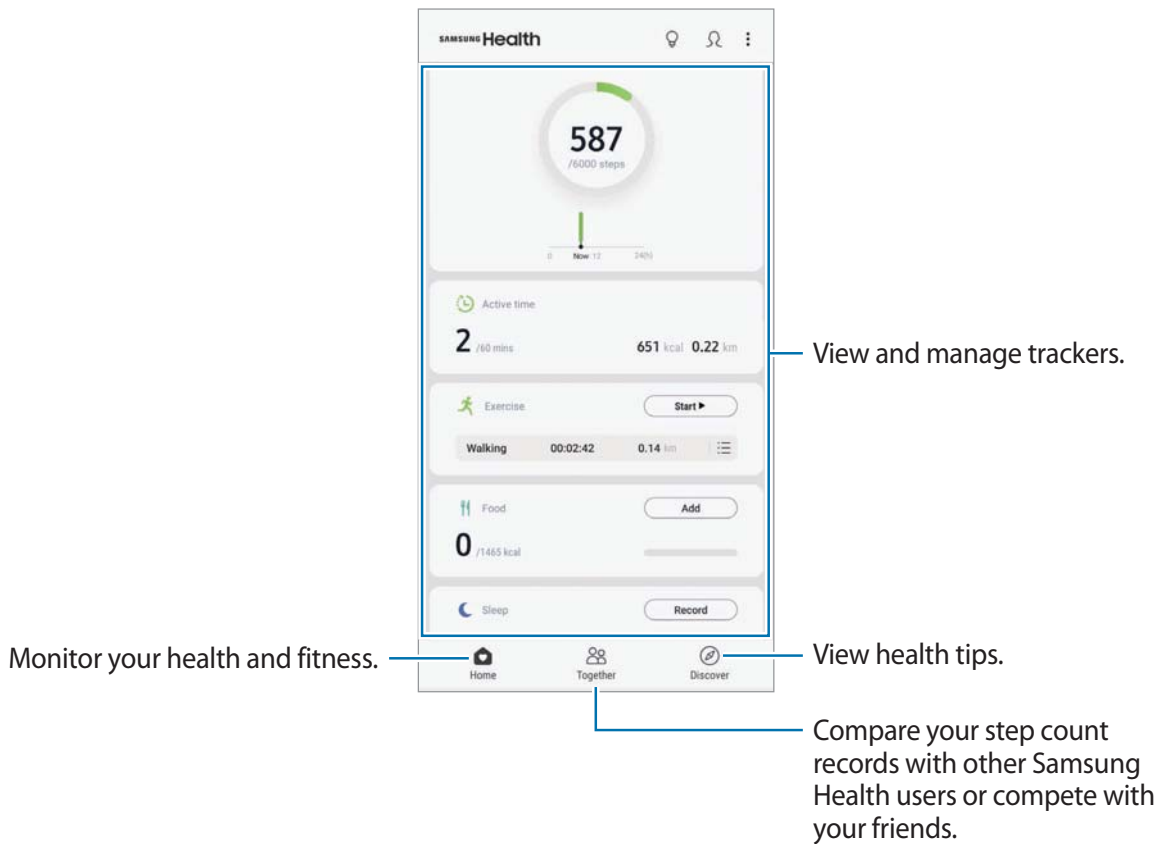 SAMSUNG Health
587
/6000 steps
0 Now 12 24(h)
Active time
2 /60 mins 651 kcal 0.22 km
View and manage trackers.
Exercise Start
Walking 00:02:42 0.14 km
Food Add
0 /1465 kcal
Sleep Record
Monitor your health and fitness.
Home Together Discover
View health tips.
Compare your step count
records with other Samsung
Health users or compete with
your friends.